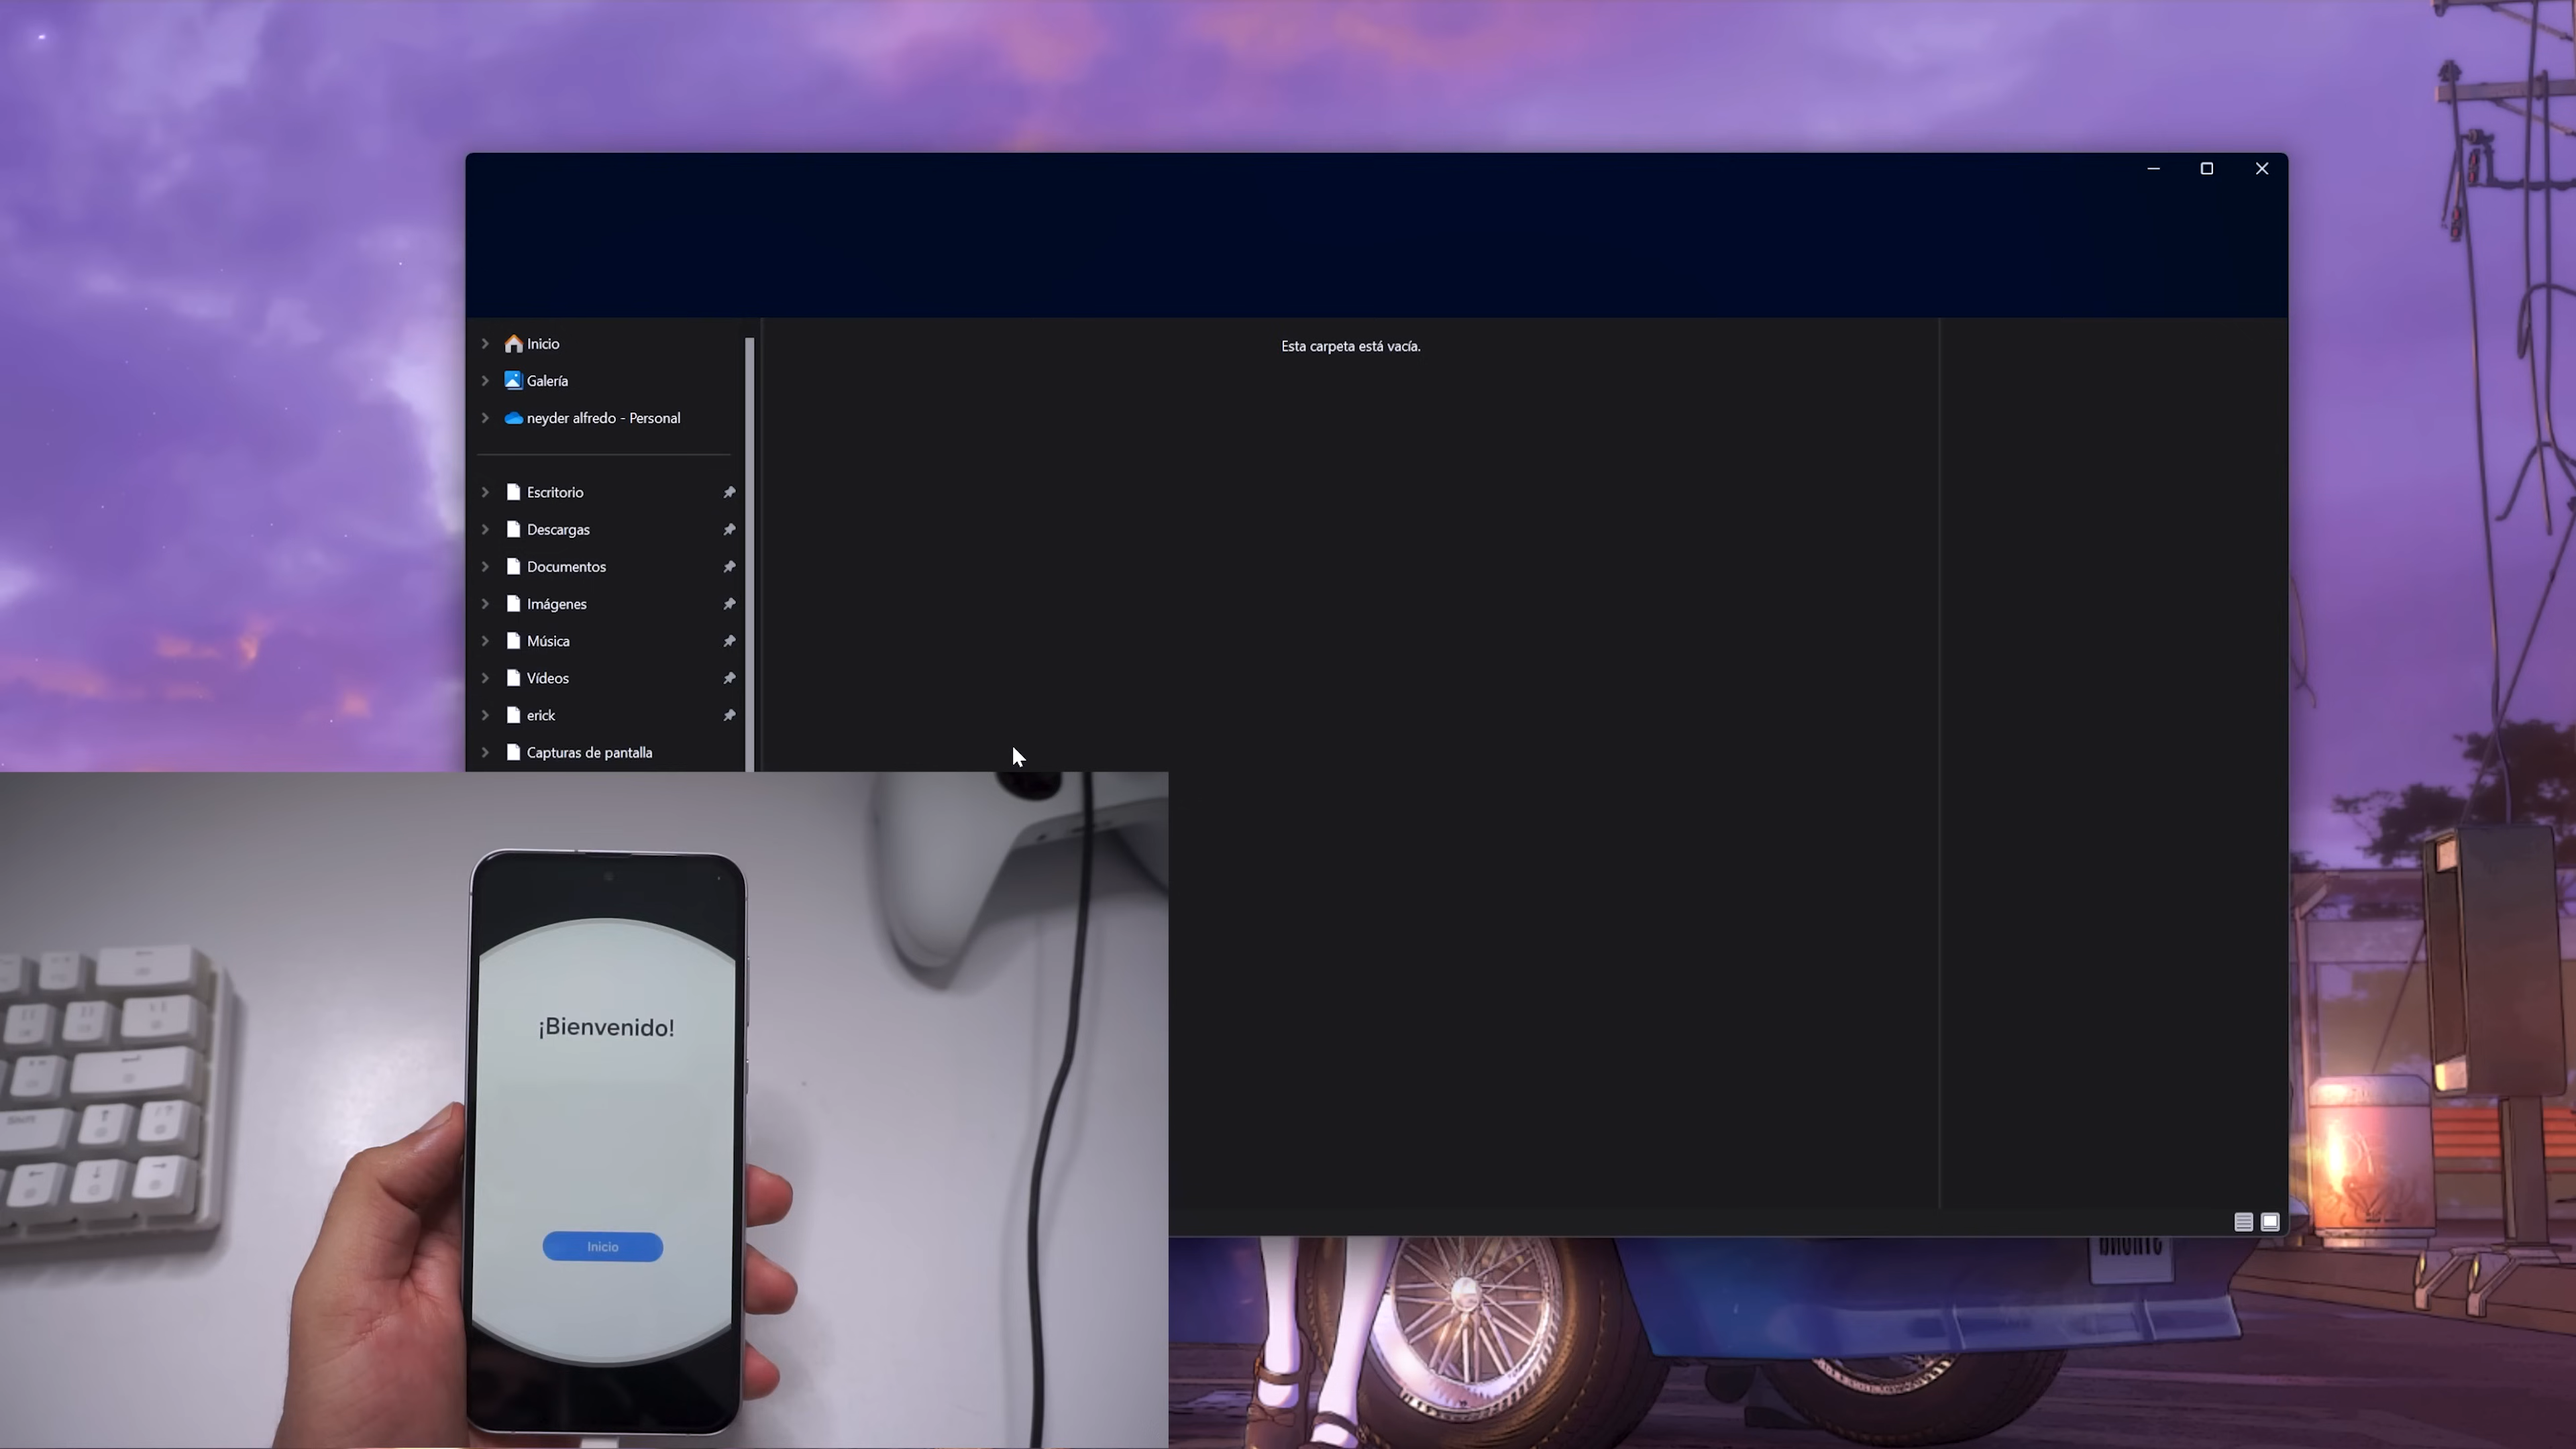 Inicio
Galería
neyder alfredo - Personal
Escritorio
Descargas
Documentos
Imágenes
Música
Vídeos
erick
Capturas de pantalla
Esta carpeta está vacía.
¡Bienvenido!
Inicio